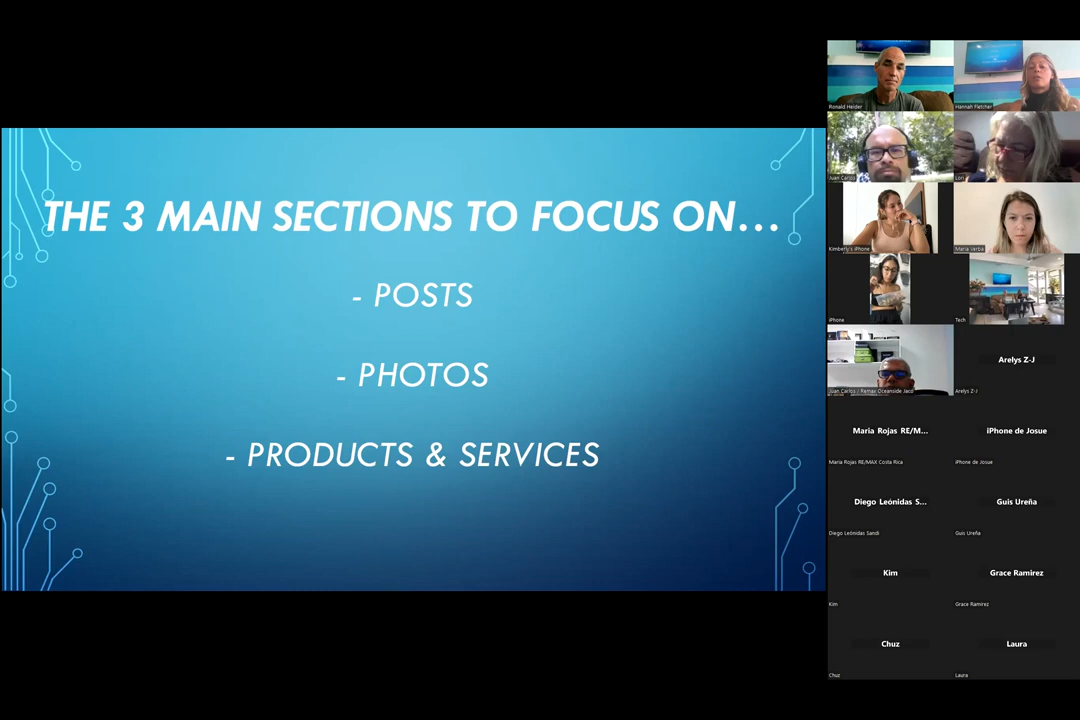 THE 3 MAIN SECTIONS TO FOCUS ON...
- POSTS
- PHOTOS
- PRODUCTS & SERVICES
Ronald Heider
Hannah Fletcher
Juan Carlos
Lori
Kimberly's iPhone
Maria Verba
iPhone
Tech
Juan Carlos / Remax Oceanside Jacó
Arelys Z-J
Arelys Z-J
Maria Rojas RE/M...
Maria Rojas RE/MAX Costa Rica
iPhone de Josue
iPhone de Josue
Diego Leónidas S...
Diego Leónidas Sandi
Guis Ureña
Guis Ureña
Kim
Kim
Grace Ramirez
Grace Ramirez
Chuz
Chuz
Laura
Laura